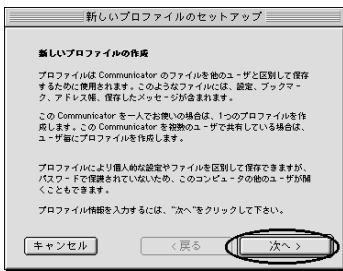 新しいプロファイルのセットアップ
新しいプロファイルの作成
プロファイルは Communicator のファイルを他のユーザと区別して保存
するために使用されます。このようなファイルには、設定、ブックマー
ク、アドレス帳、保存したメッセージが含まれます。
この Communicator を一人でお使いの場合は、1つのプロファイルを作
成します。この Communicator を複数のユーザで共有している場合は、
ユーザ毎にプロファイルを作成します。
プロファイルにより個人的な設定やファイルを区別して保存できますが、
パスワードで保護されていないため、このコンピュータの他のユーザが開
くこともできます。
プロファイル情報を入力するには、"次へ"をクリックして下さい。
キャンセル
<戻る
次へ>